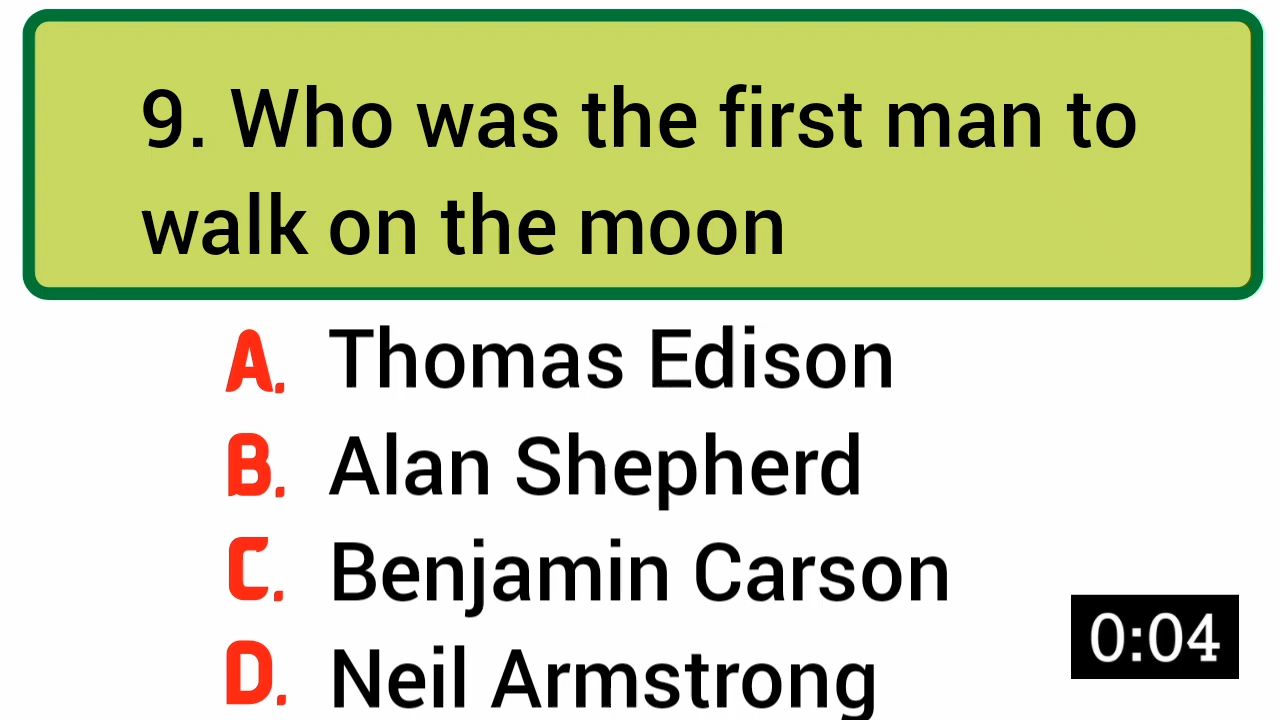 9. Who was the first man to
walk on the moon
A. Thomas Edison
B. Alan Shepherd
C. Benjamin Carson
D. Neil Armstrong
0:04